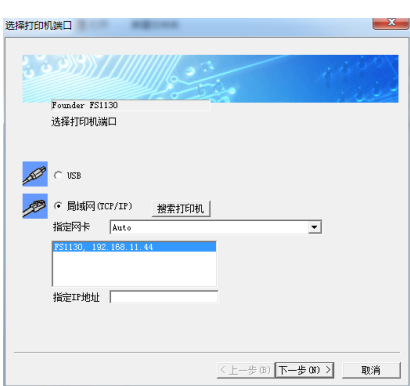 选择打印机端口
Founder FS1130
选择打印机端口
USB
局域网(TCP/IP) 搜索打印机
指定网卡 Auto
FS1130, 192.168.11.44
指定IP地址
<上一步(B) 下一步(N) > 取消